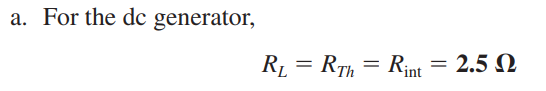 a. For the dc generator,
R_L = R_Th = R_int = 2.5 Ω